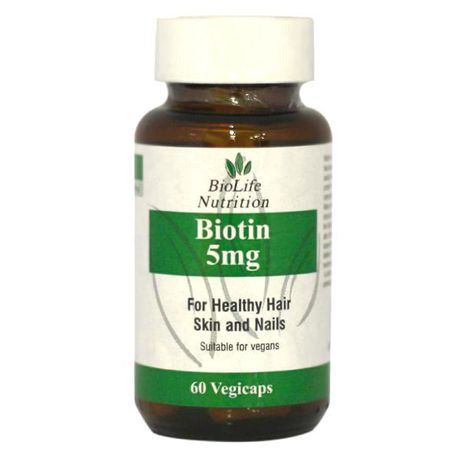 BioLife
Nutrition
Biotin
5mg
For Healthy Hair
Skin and Nails
Suitable for vegans
60 Vegicaps